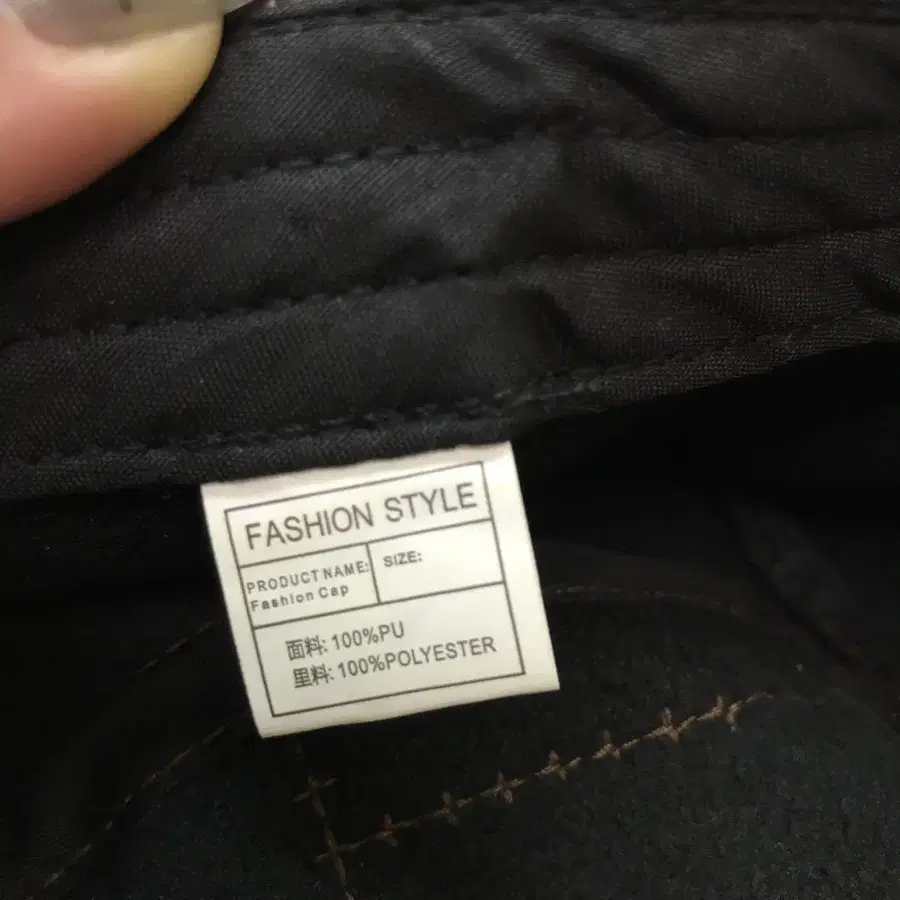 FASHION STYLE
PRODUCT NAME:
Fashion Cap
SIZE:
面料: 100%PU
里料: 100%POLYESTER